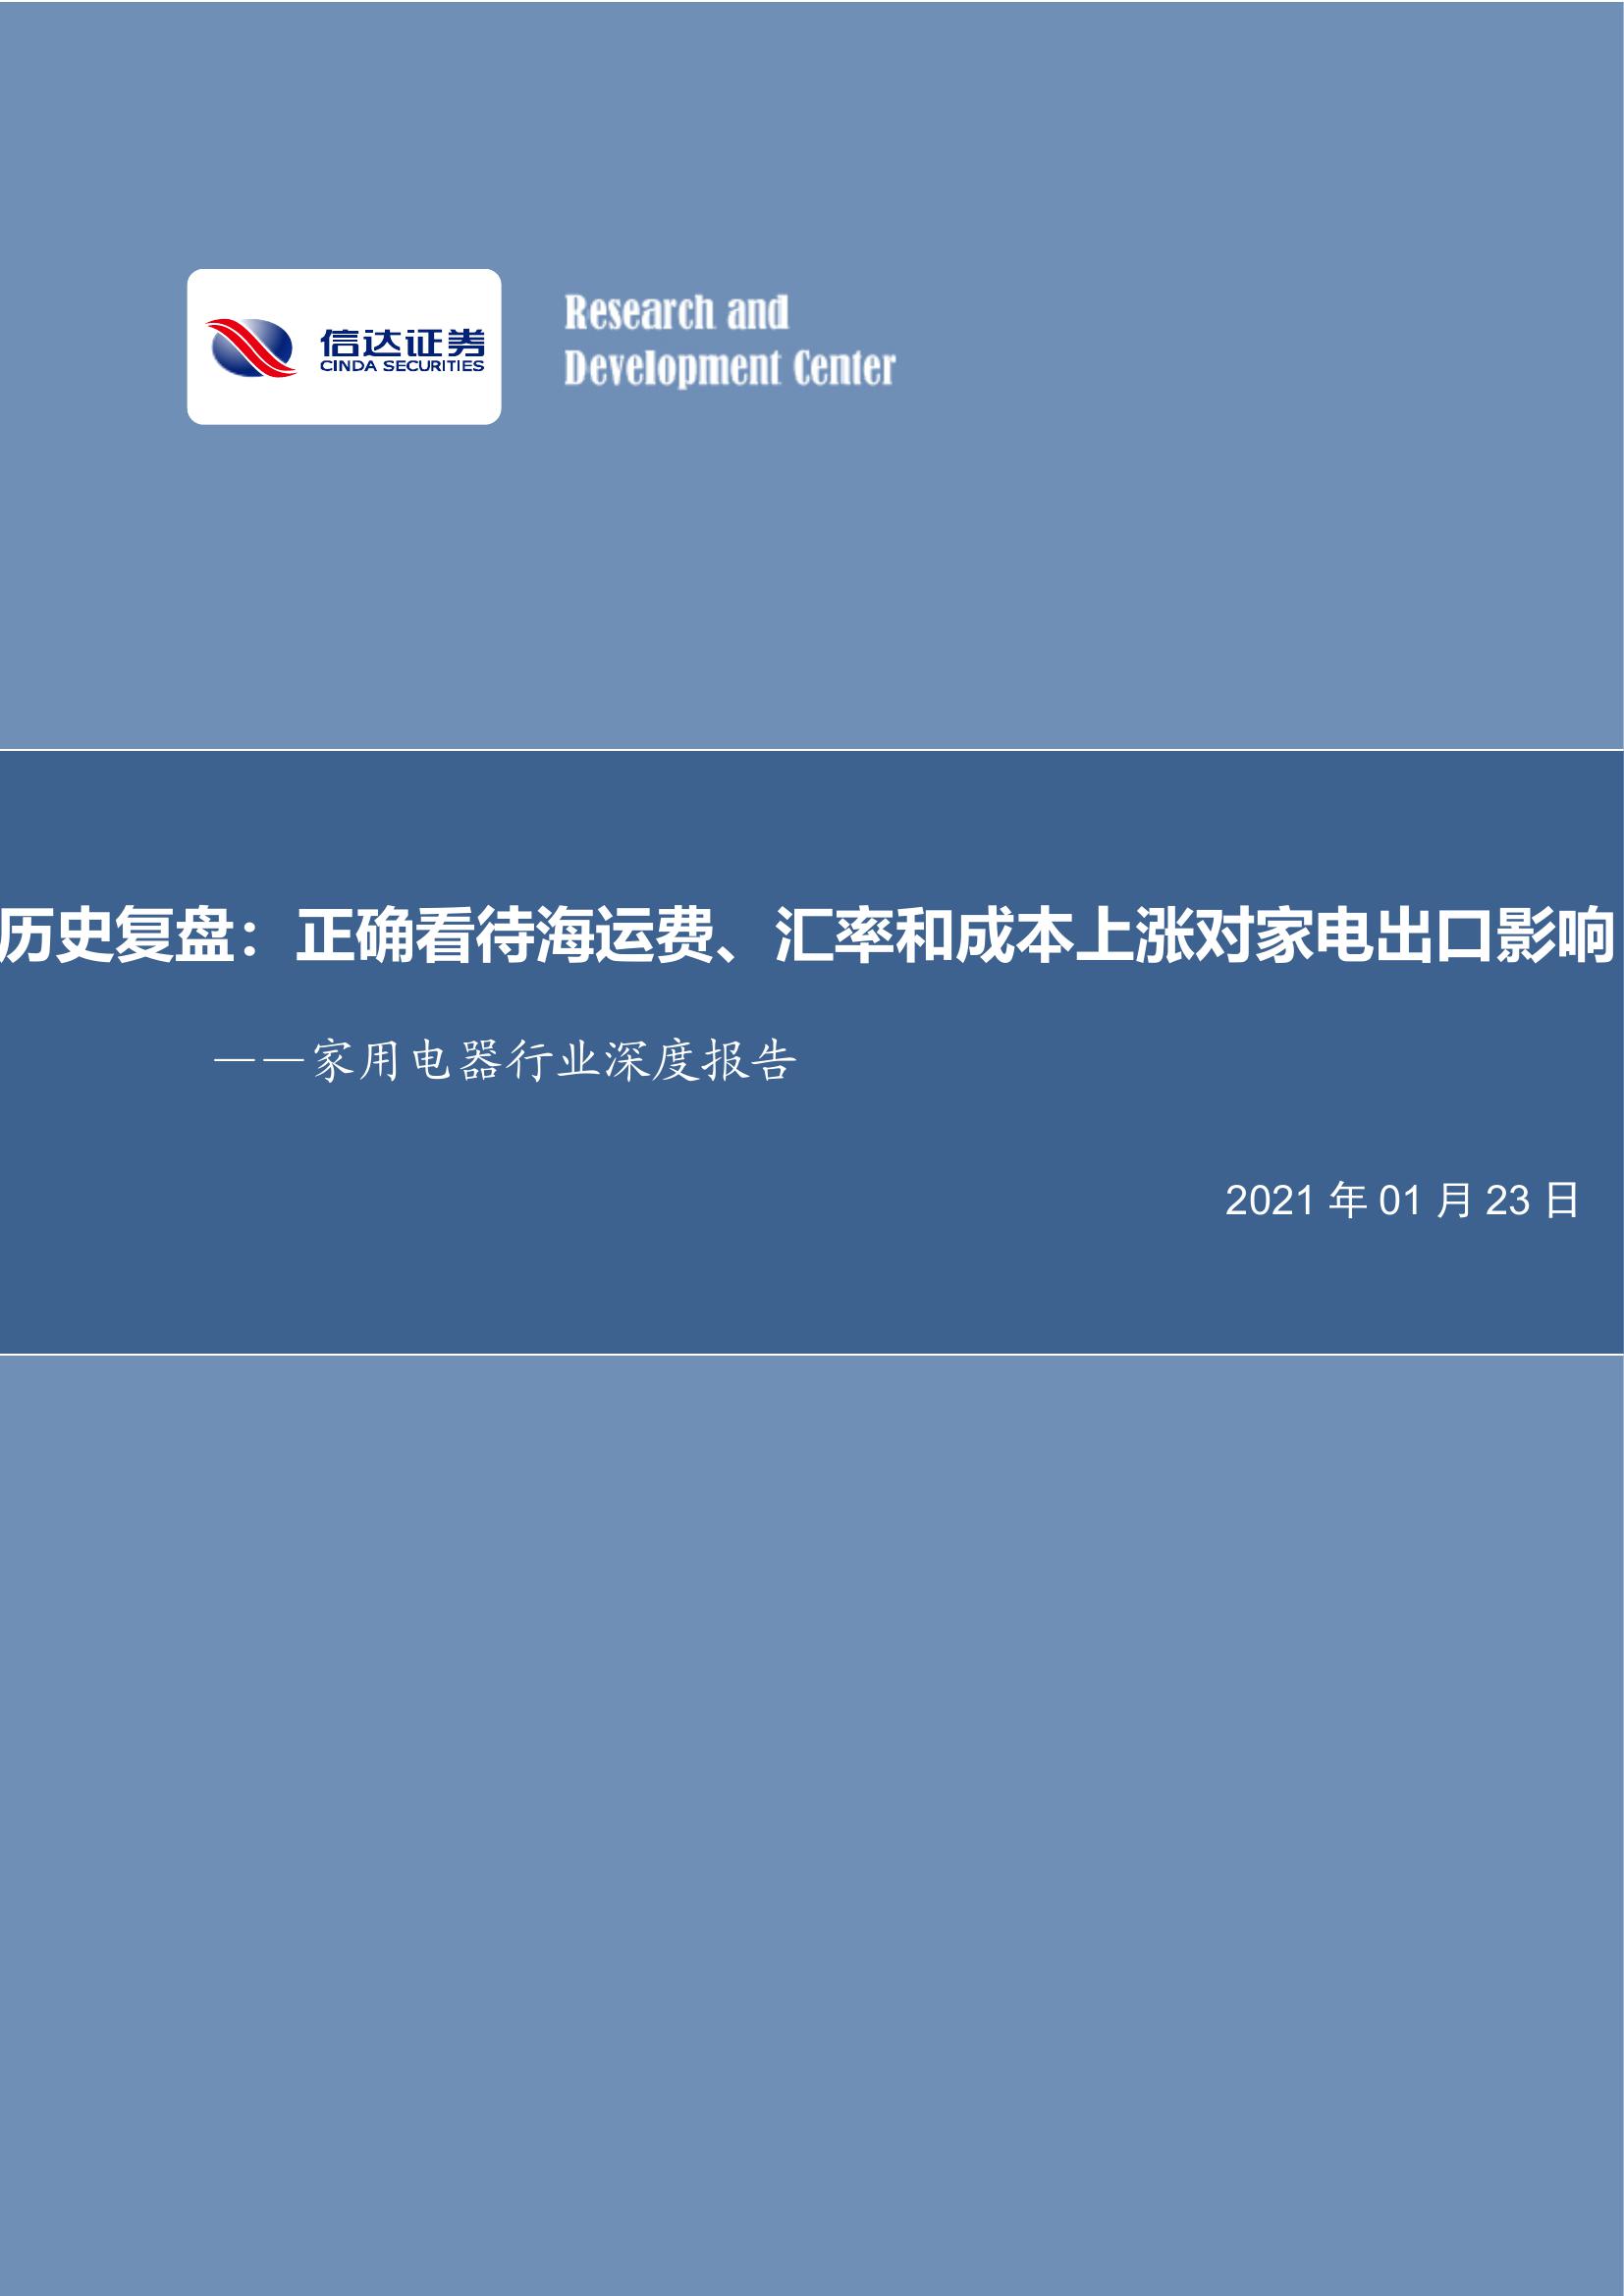 信达证券
CINDA SECURITIES
Research and
Development Center
历史复盘：正确看待海运费、汇率和成本上涨对家电出口影响
——家用电器行业深度报告
2021 年 01 月 23 日